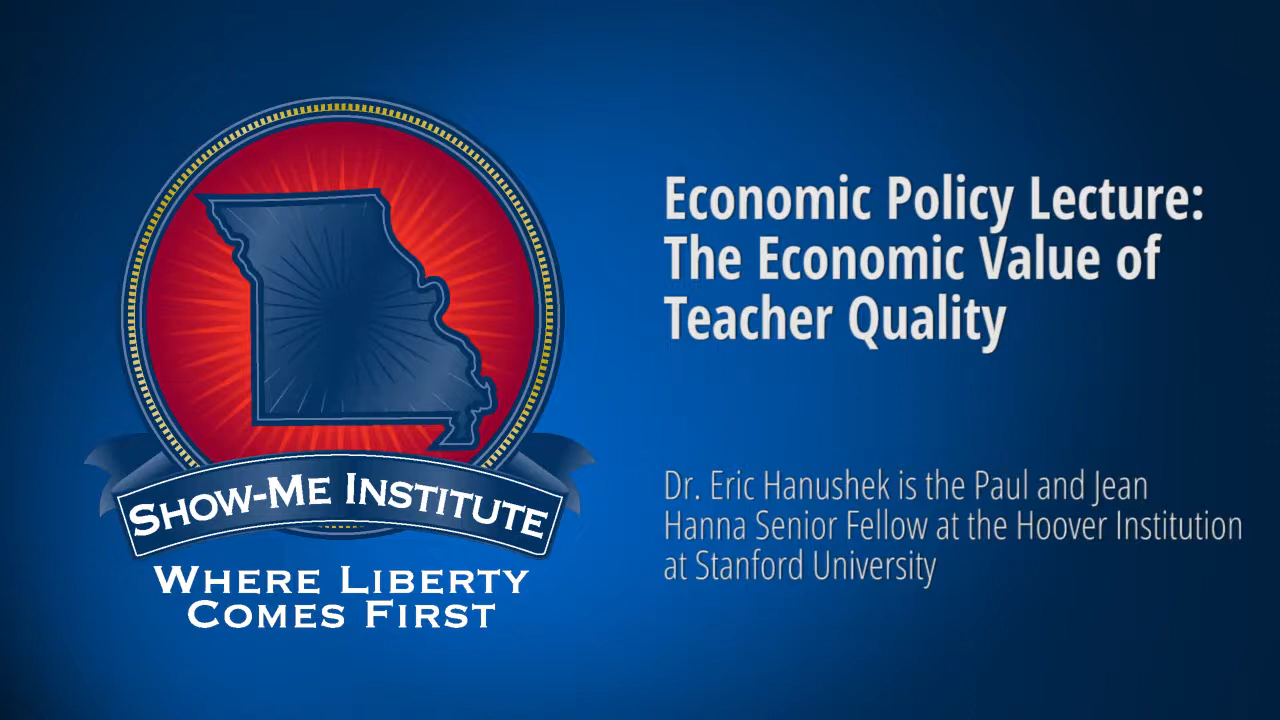 Economic Policy Lecture:
The Economic Value of
Teacher Quality
Dr. Eric Hanushek is the Paul and Jean
Hanna Senior Fellow at the Hoover Institution
at Stanford University
Show-Me Institute
Where Liberty
Comes First